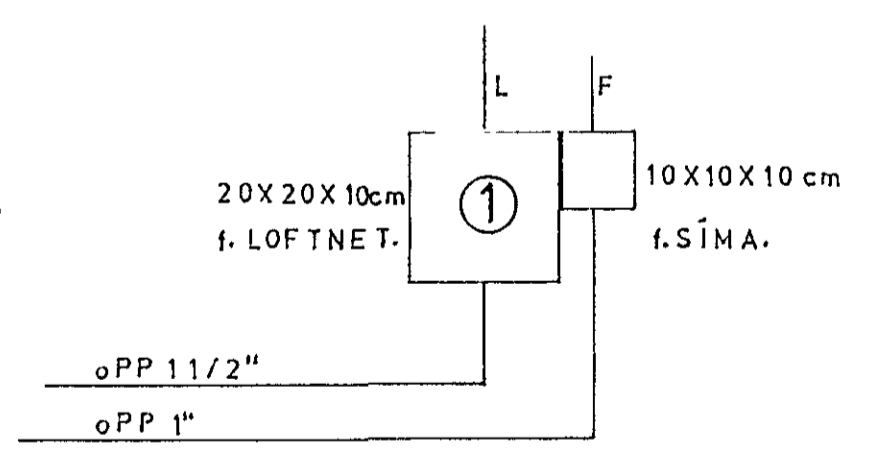 L
F
20X20X10cm
f. LOFTNET.
1
10X10X10 cm
f. SÍMA.
oPP 1 1/2"
oPP 1"